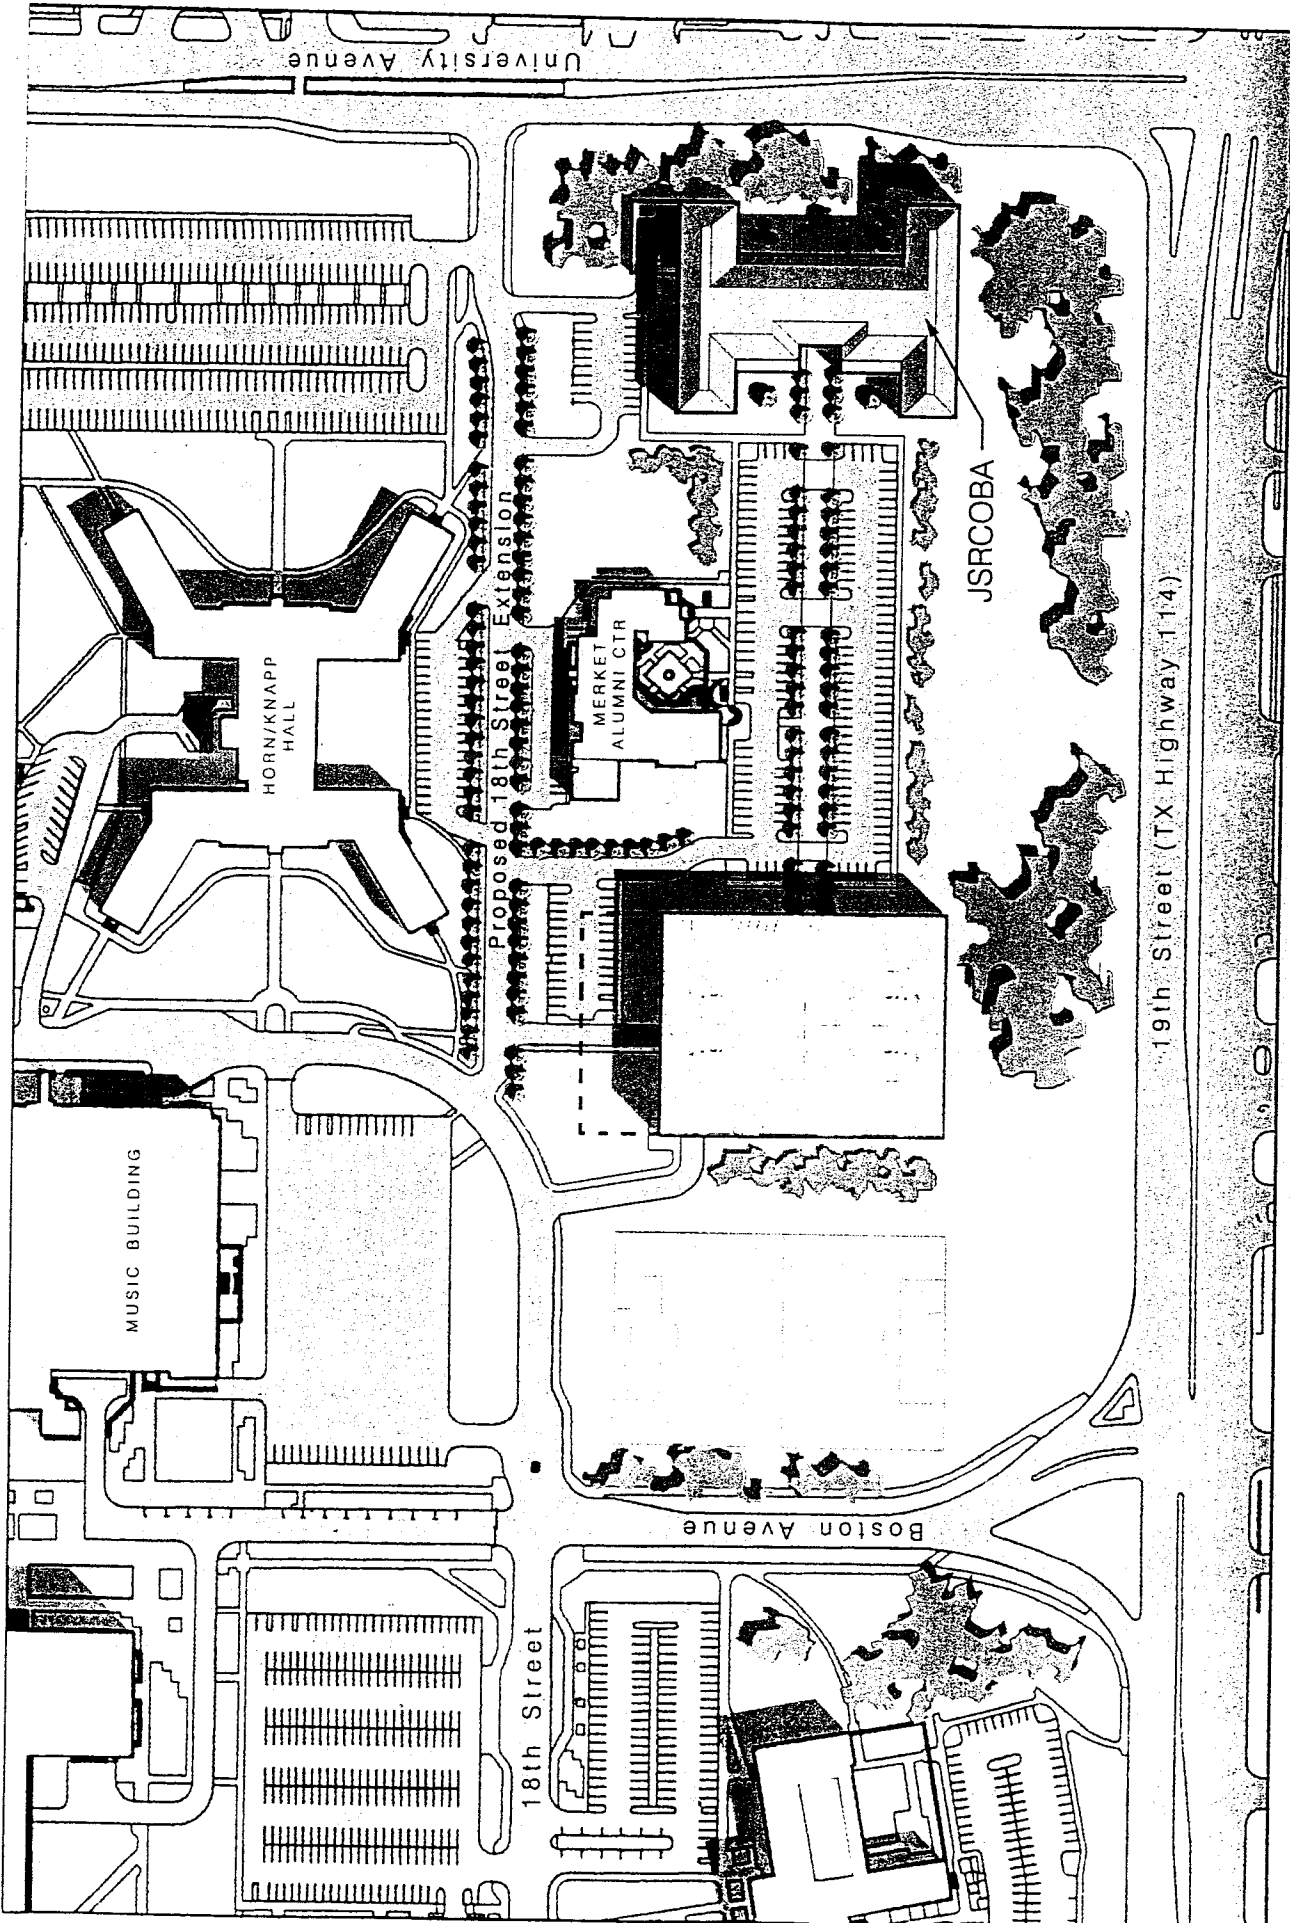 University Avenue
Proposed 18th Street Extension
HORN/KNAPP
HALL
MERKET
ALUMNI CTR
JSRCOBA
19th Street (TX Highway 114)
MUSIC BUILDING
Boston Avenue
18th Street